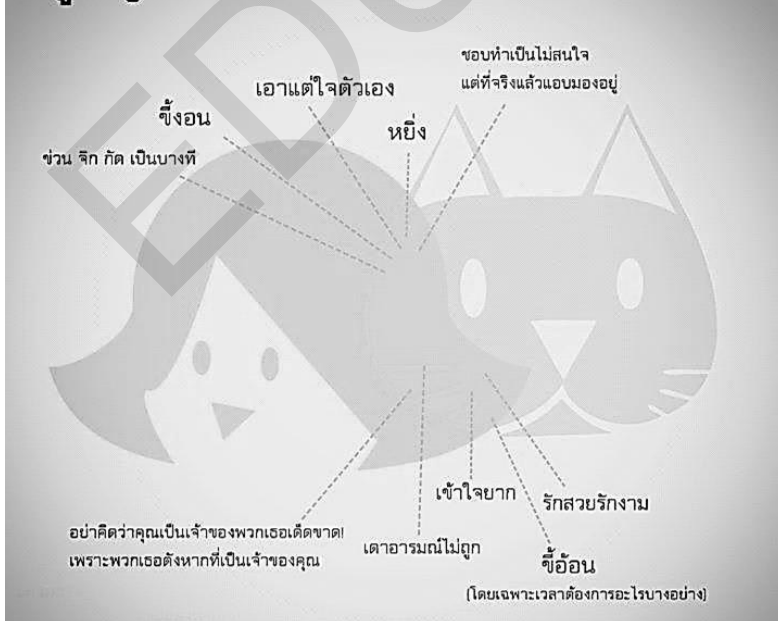 ชอบทำเป็นไม่สนใจ
แต่ที่จริงแล้วแอบมองอยู่
เอาแต่ใจตัวเอง
ขี้งอน
หยิ่ง
ข่วน จิก กัด เป็นบางที
เข้าใจยาก
รักสวยรักงาม
อย่าคิดว่าคุณเป็นเจ้าของพวกเธอเด็ดขาด!
เพราะพวกเธอดังหากที่เป็นเจ้าของคุณ
เดาอารมณ์ไม่ถูก
ขี้อ้อน
(โดยเฉพาะเวลาต้องการอะไรบางอย่าง)